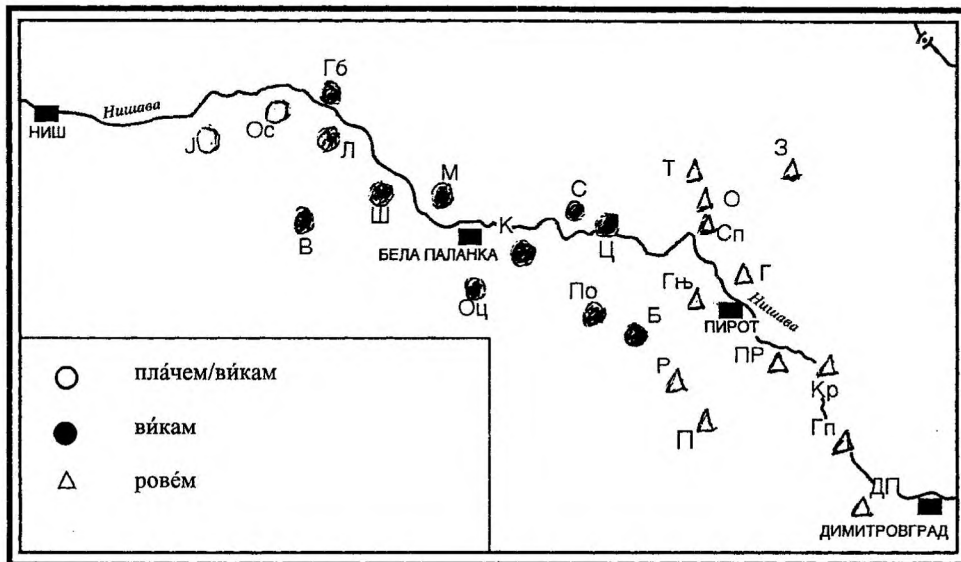 Гб
Нишава
НИШ
Ос
Ј
Л
Т
З
М
С
О
Ш
В
К
Ц
Сп
БЕЛА ПАЛАНКА
Г
Оц
По
Гњ
Нишава
Б
ПИРОТ
ПР
Р
Кр
П
Гп
ДП
ДИМИТРОВГРАД
пла́чем/ви́кам
ви́кам
рове́м